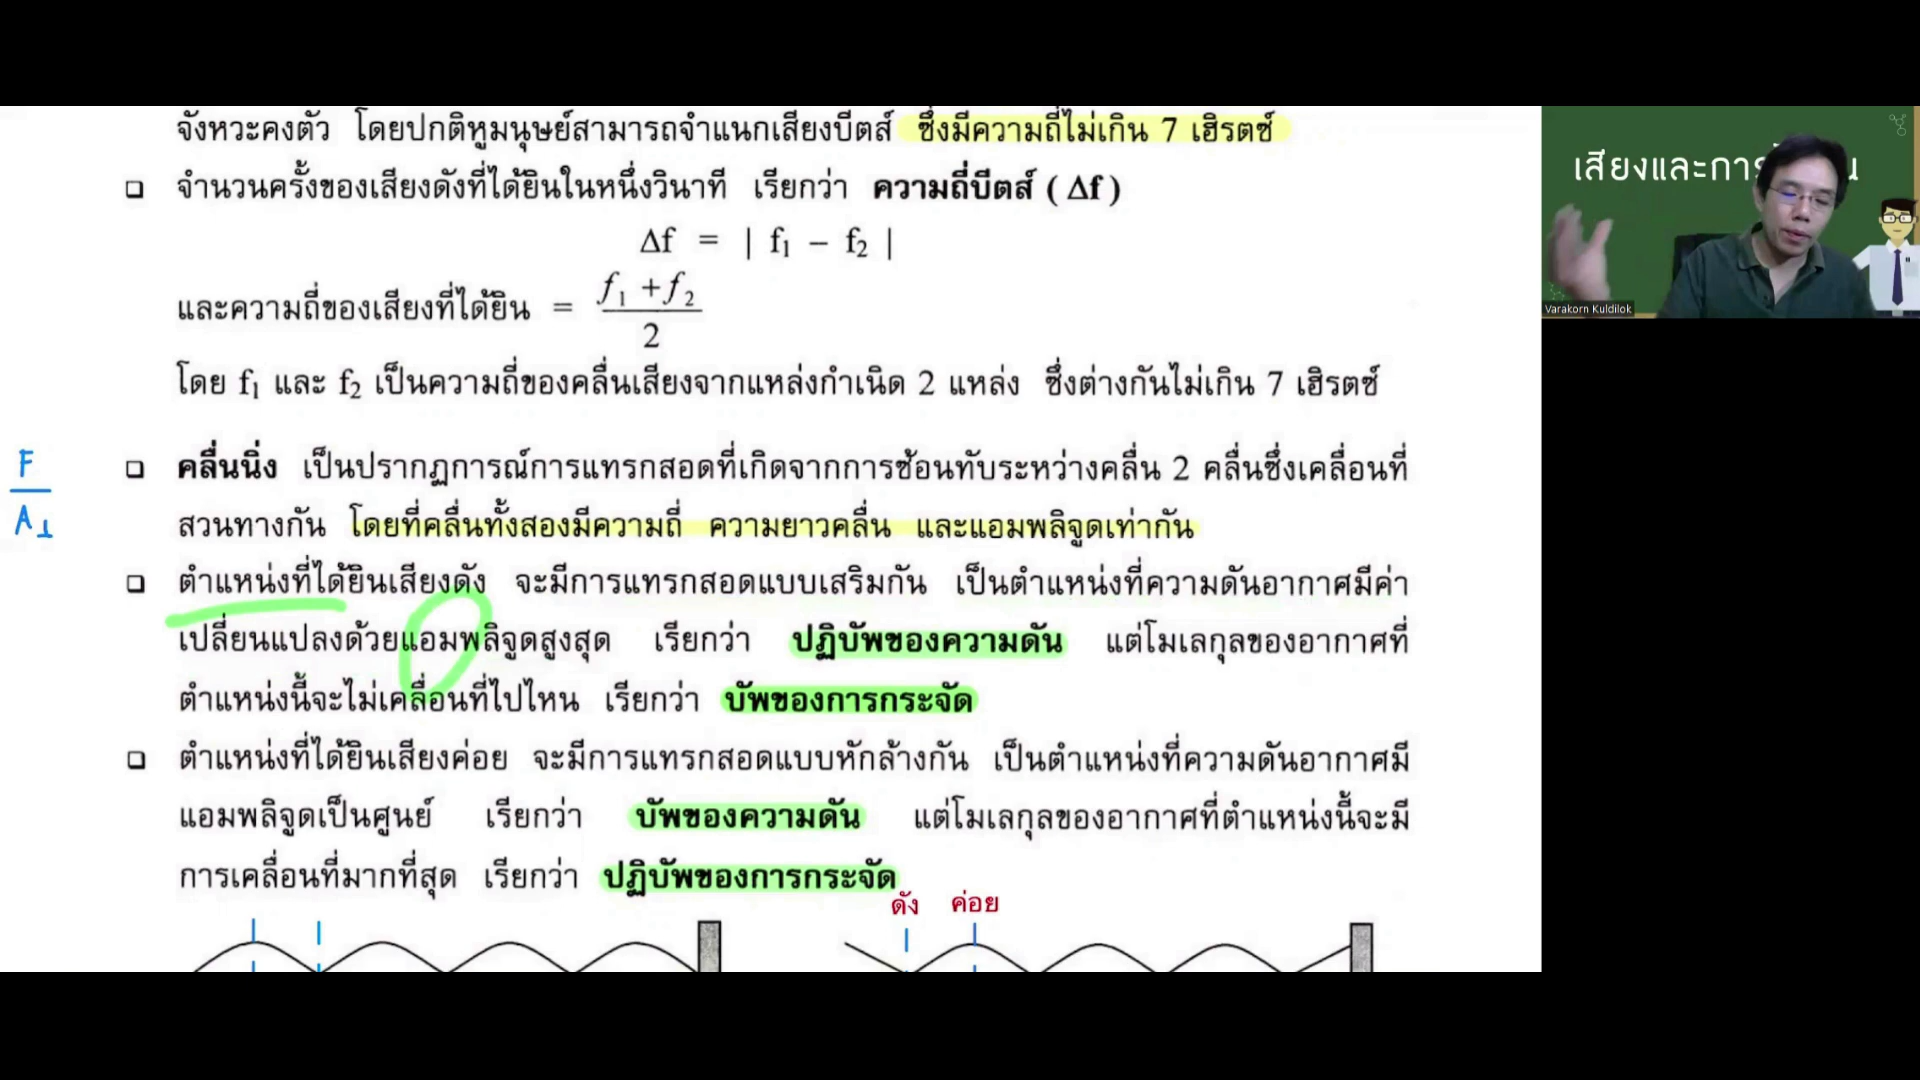 จังหวะคงตัว โดยปกติหูมนุษย์สามารถจำแนกเสียงบีตส์ ซึ่งมีความถี่ไม่เกิน 7 เฮิรตซ์
❑ จำนวนครั้งของเสียงดังที่ได้ยินในหนึ่งวินาที เรียกว่า ความถี่บีตส์ ( Δf )
Δf = | f₁ – f₂ |
และความถี่ของเสียงที่ได้ยิน = (f₁ + f₂) / 2
โดย f₁ และ f₂ เป็นความถี่ของคลื่นเสียงจากแหล่งกำเนิด 2 แหล่ง ซึ่งต่างกันไม่เกิน 7 เฮิรตซ์
F
A⊥
❑ คลื่นนิ่ง เป็นปรากฏการณ์การแทรกสอดที่เกิดจากการซ้อนทับระหว่างคลื่น 2 คลื่นซึ่งเคลื่อนที่
สวนทางกัน โดยที่คลื่นทั้งสองมีความถี่ ความยาวคลื่น และแอมพลิจูดเท่ากัน
❑ ตำแหน่งที่ได้ยินเสียงดัง จะมีการแทรกสอดแบบเสริมกัน เป็นตำแหน่งที่ความดันอากาศมีค่า
เปลี่ยนแปลงด้วยแอมพลิจูดสูงสุด เรียกว่า ปฏิบัพของความดัน แต่โมเลกุลของอากาศที่
ตำแหน่งนี้จะไม่เคลื่อนที่ไปไหน เรียกว่า บัพของการกระจัด
❑ ตำแหน่งที่ได้ยินเสียงค่อย จะมีการแทรกสอดแบบหักล้างกัน เป็นตำแหน่งที่ความดันอากาศมี
แอมพลิจูดเป็นศูนย์ เรียกว่า บัพของความดัน แต่โมเลกุลของอากาศที่ตำแหน่งนี้จะมี
การเคลื่อนที่มากที่สุด เรียกว่า ปฏิบัพของการกระจัด
ดัง ค่อย
เสียงและการ
Varakorn Kuldilok